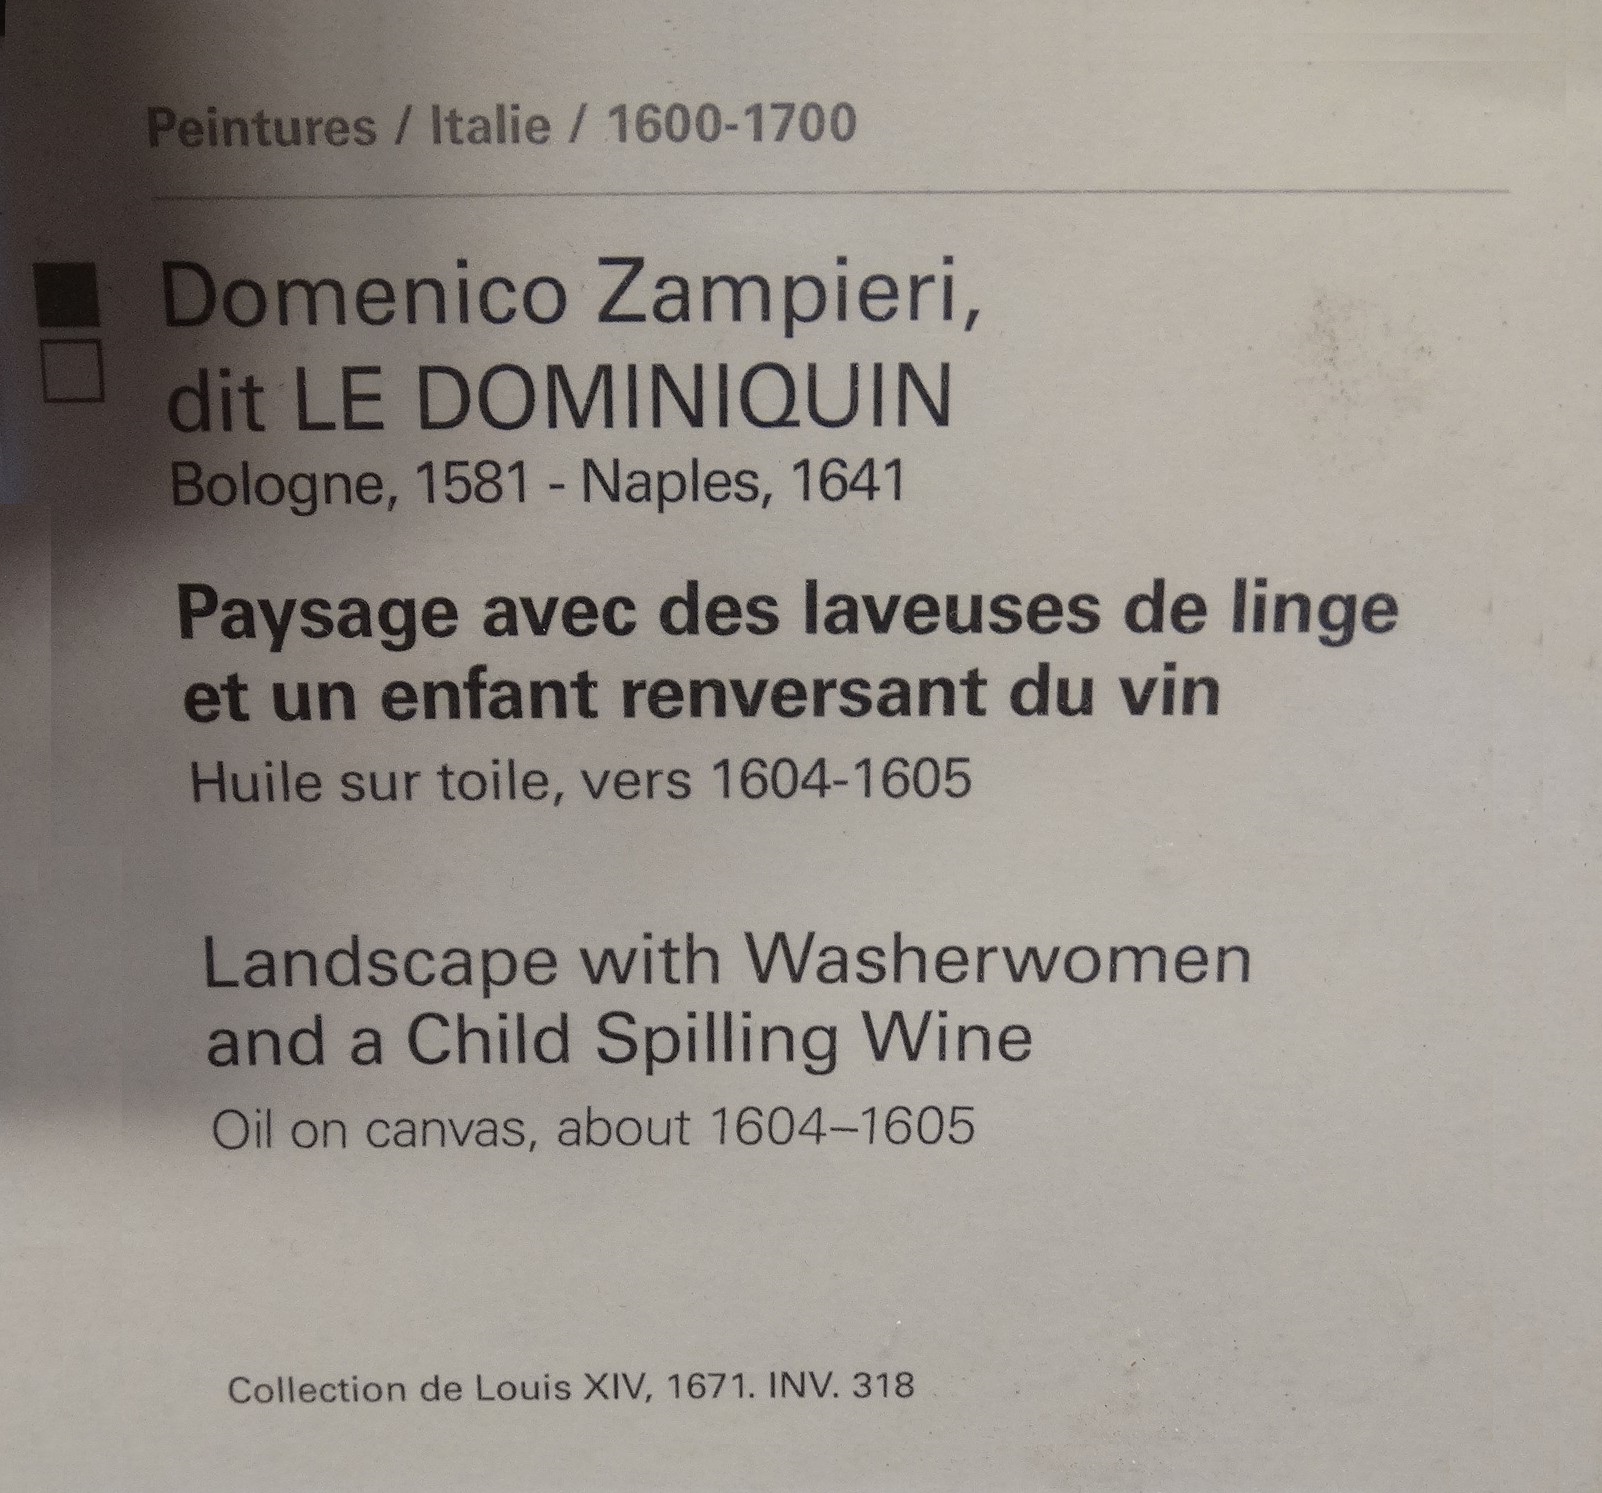 Peintures / Italie / 1600-1700
Domenico Zampieri,
dit LE DOMINIQUIN
Bologne, 1581 - Naples, 1641
Paysage avec des laveuses de linge
et un enfant renversant du vin
Huile sur toile, vers 1604-1605
Landscape with Washerwomen
and a Child Spilling Wine
Oil on canvas, about 1604–1605
Collection de Louis XIV, 1671. INV. 318